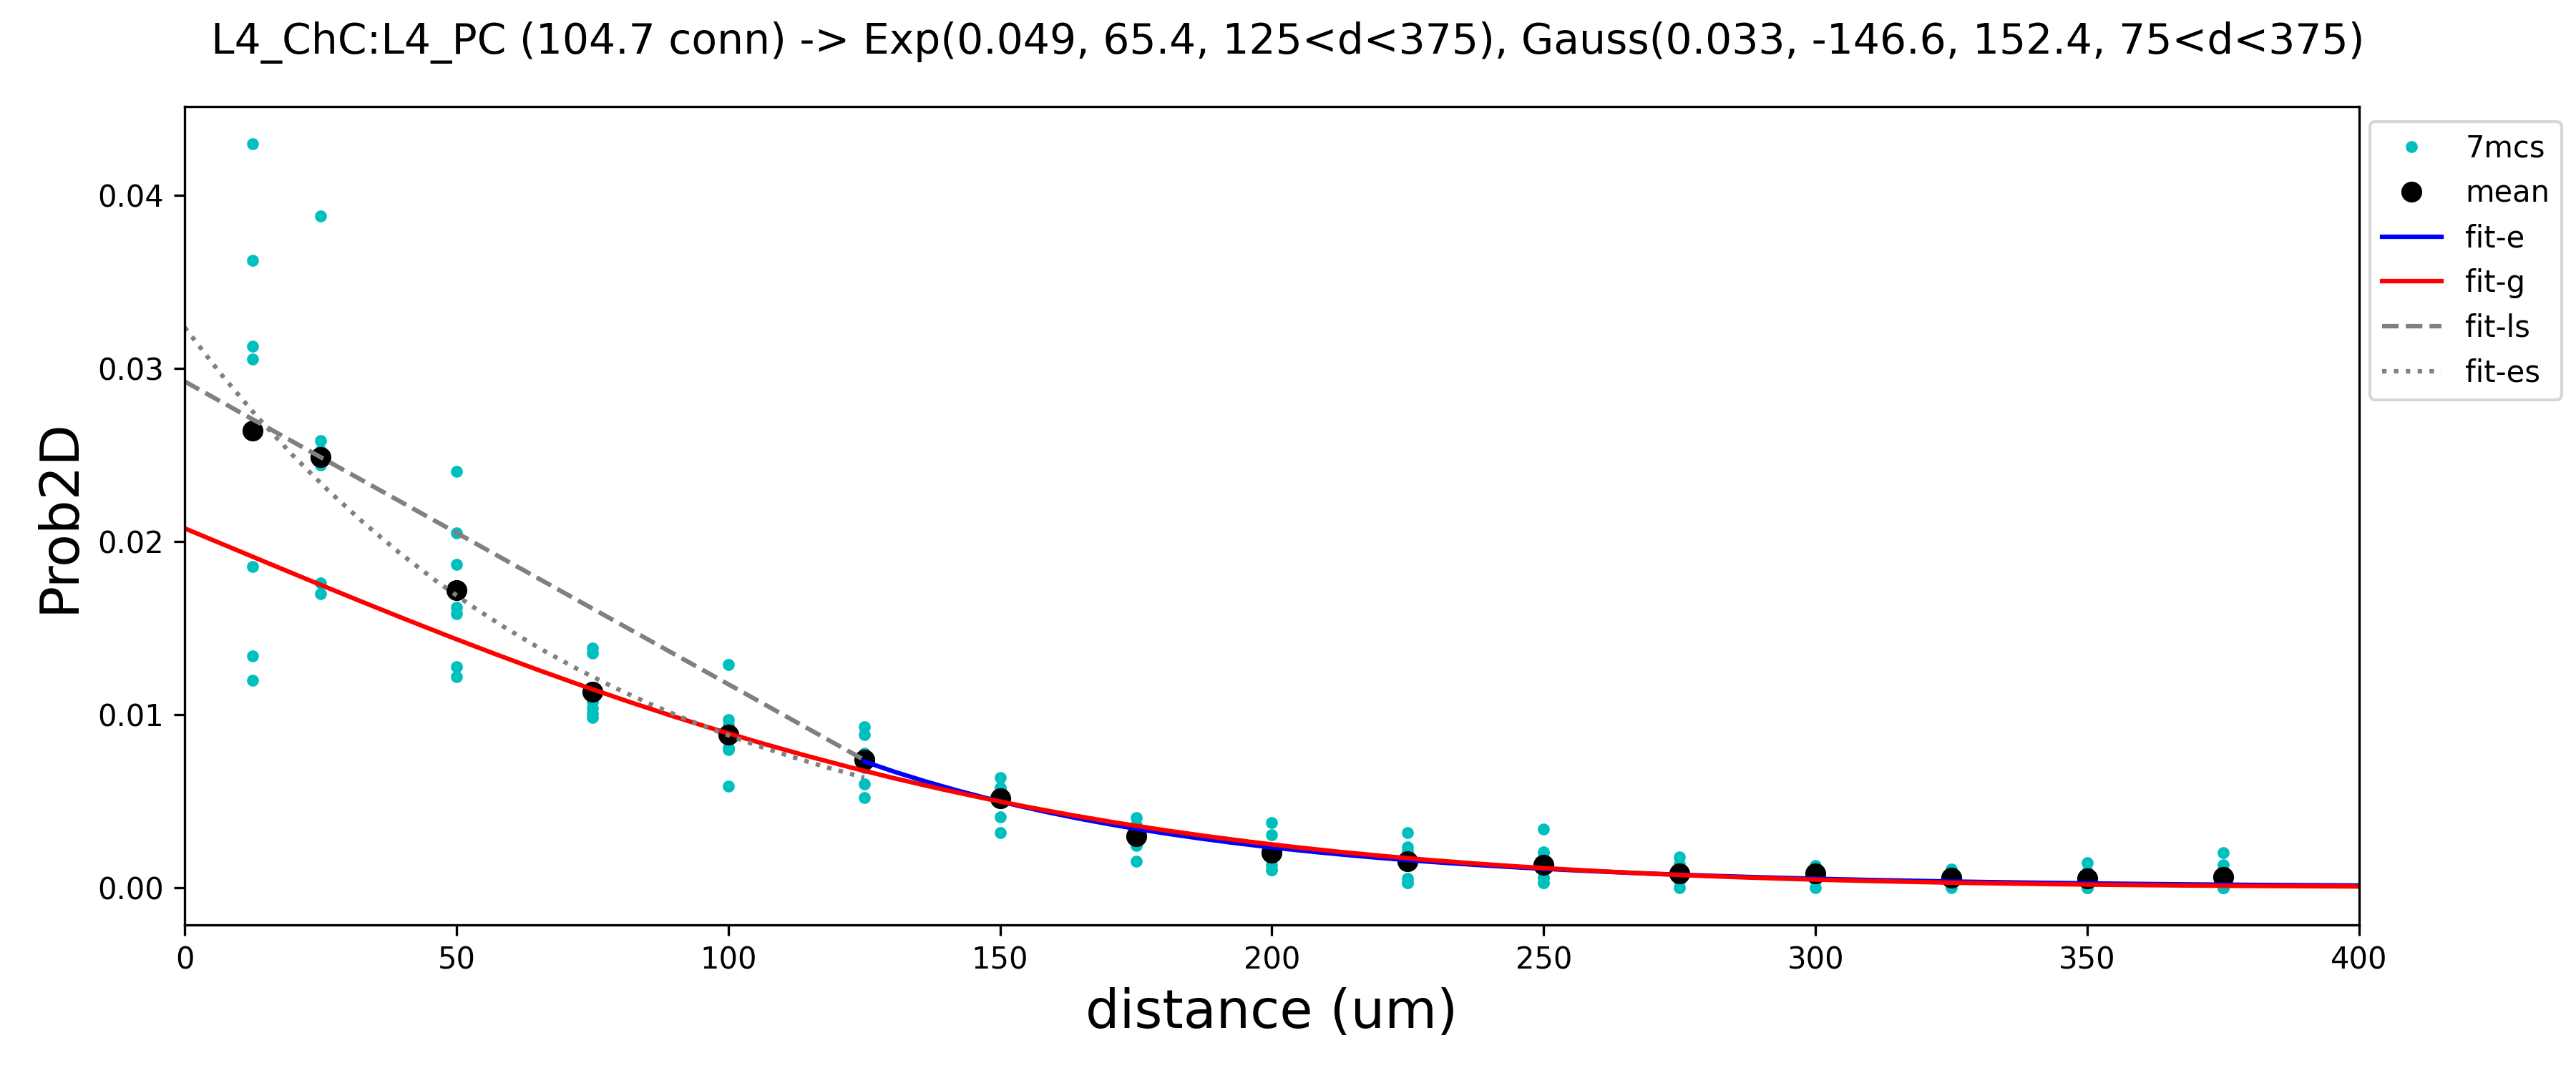 L4_ChC:L4_PC (104.7 conn) -> Exp(0.049, 65.4, 125<d<375), Gauss(0.033, -146.6, 152.4, 75<d<375)
7mcs
mean
fit-e
fit-g
fit-ls
fit-es
Prob2D
0.04
0.03
0.02
0.01
0.00
0 50 100 150 200 250 300 350 400
distance (um)